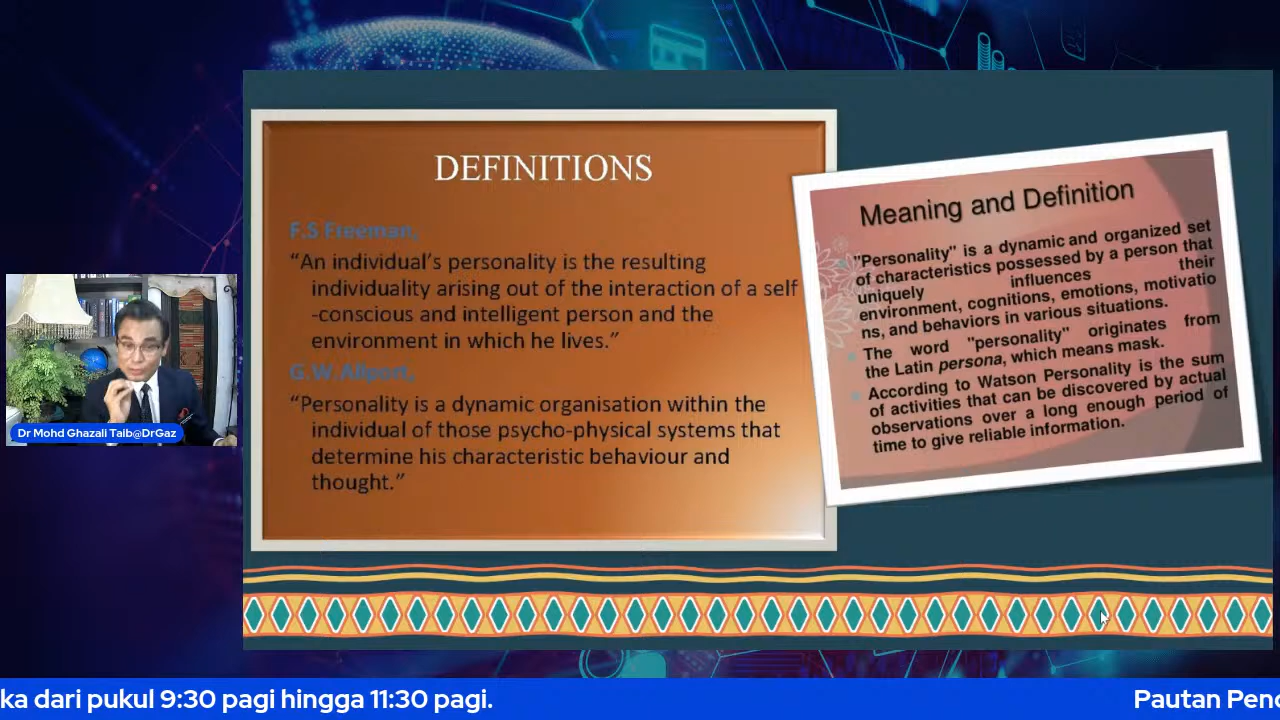 DEFINITIONS
F.S Freeman,
“An individual’s personality is the resulting
individuality arising out of the interaction of a self
-conscious and intelligent person and the
environment in which he lives.”
G.W.Allport,
“Personality is a dynamic organisation within the
individual of those psycho-physical systems that
determine his characteristic behaviour and
thought.”
Meaning and Definition
"Personality" is a dynamic and organized set
of characteristics possessed by a person that
uniquely influences their
environment, cognitions, emotions, motivatio
ns, and behaviors in various situations.
The word "personality" originates from
the Latin persona, which means mask.
According to Watson Personality is the sum
of activities that can be discovered by actual
observations over a long enough period of
time to give reliable information.
Dr Mohd Ghazali Taib@DrGaz
ka dari pukul 9:30 pagi hingga 11:30 pagi. Pautan Penc